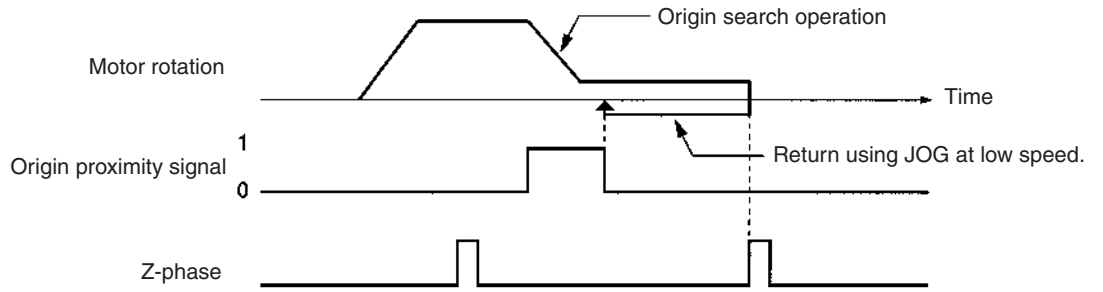 Origin search operation
Motor rotation
Time
1
Origin proximity signal
Return using JOG at low speed.
0
Z-phase